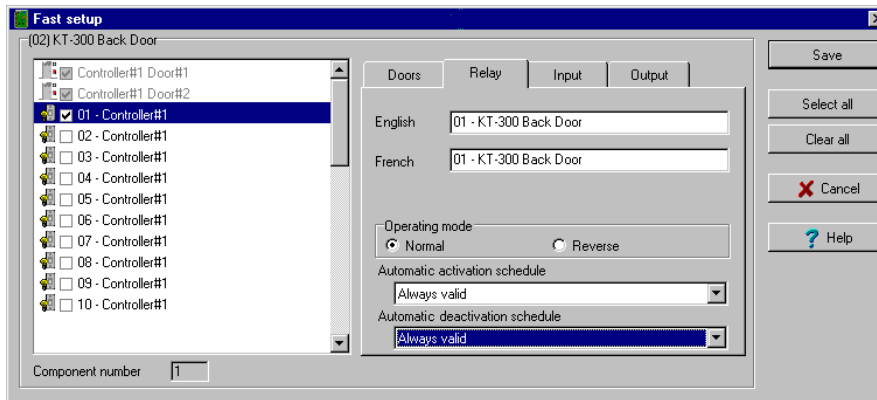 Fast setup
(02) KT-300 Back Door
Controller#1 Door#1
Controller#1 Door#2
01 - Controller#1
02 - Controller#1
03 - Controller#1
04 - Controller#1
05 - Controller#1
06 - Controller#1
07 - Controller#1
08 - Controller#1
09 - Controller#1
10 - Controller#1
Component number 1
Doors Relay Input Output
English 01 - KT-300 Back Door
French 01 - KT-300 Back Door
Operating mode
Normal Reverse
Automatic activation schedule
Always valid
Automatic deactivation schedule
Always valid
Save
Select all
Clear all
Cancel
Help